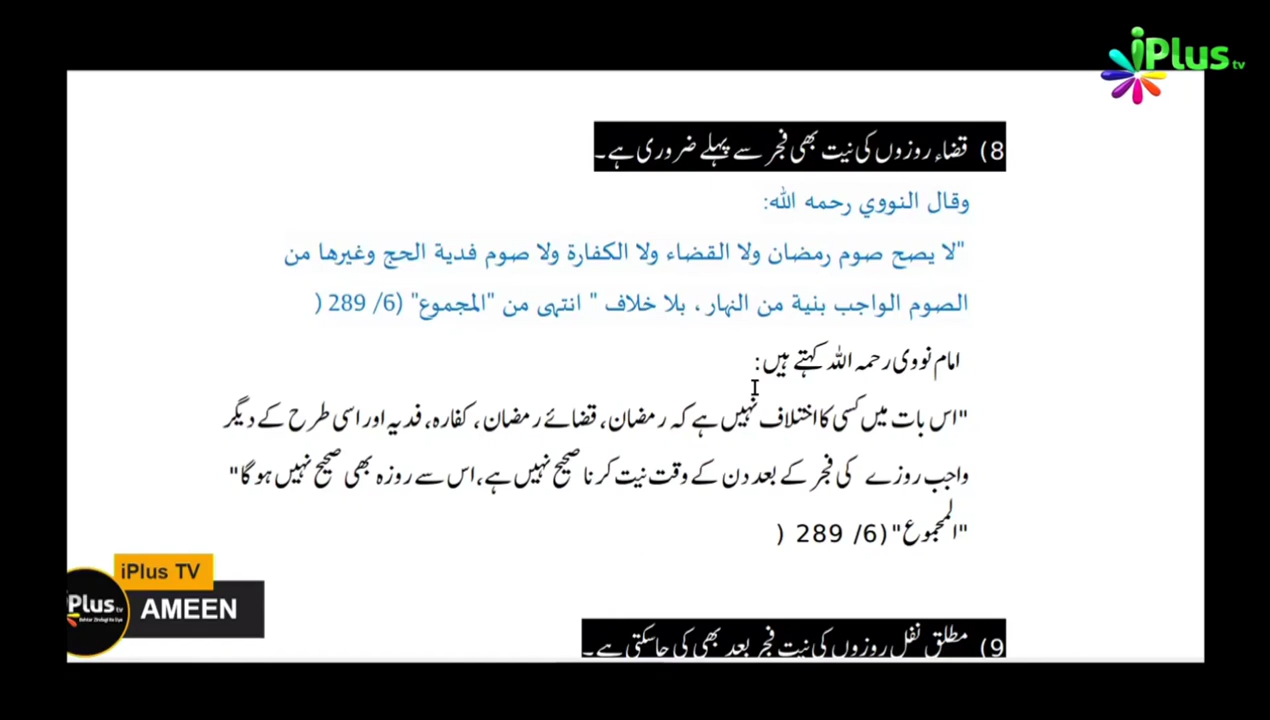 iPlus tv
8) قضاء روزوں کی نیت بھی فجر سے پہلے ضروری ہے۔
وقال النووي رحمه الله:
"لا يصح صوم رمضان ولا القضاء ولا الكفارة ولا صوم فدية الحج وغيرها من
الصوم الواجب بنية من النهار ، بلا خلاف " انتهى من "المجموع" (6/ 289 (
امام نووی رحمہ اللہ کہتے ہیں:
"اس بات میں کسی کا اختلاف نہیں ہے کہ رمضان، قضائے رمضان، کفارہ، فدیہ اور اسی طرح کے دیگر
واجب روزے کی فجر کے بعد دن کے وقت نیت کرنا صحیح نہیں ہے، اس سے روزہ بھی صحیح نہیں ہو گا"
"المجموع" (6/ 289 (
iPlus TV
iPlus tv
AMEEN
9) مطلق نفل روزوں کی نیت فجر بعد بھی کی جاسکتی ہے۔